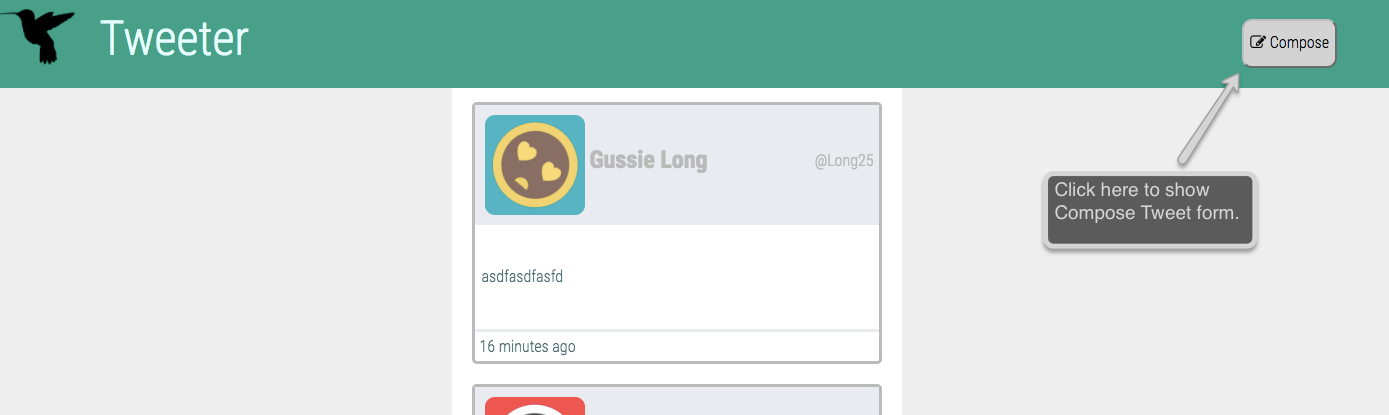 Tweeter
Compose
Gussie Long
@Long25
Click here to show
Compose Tweet form.
asdfasdfasfd
16 minutes ago